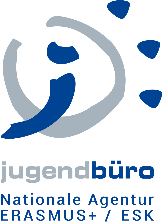 jugendbüro
Nationale Agentur
ERASMUS+ / ESK